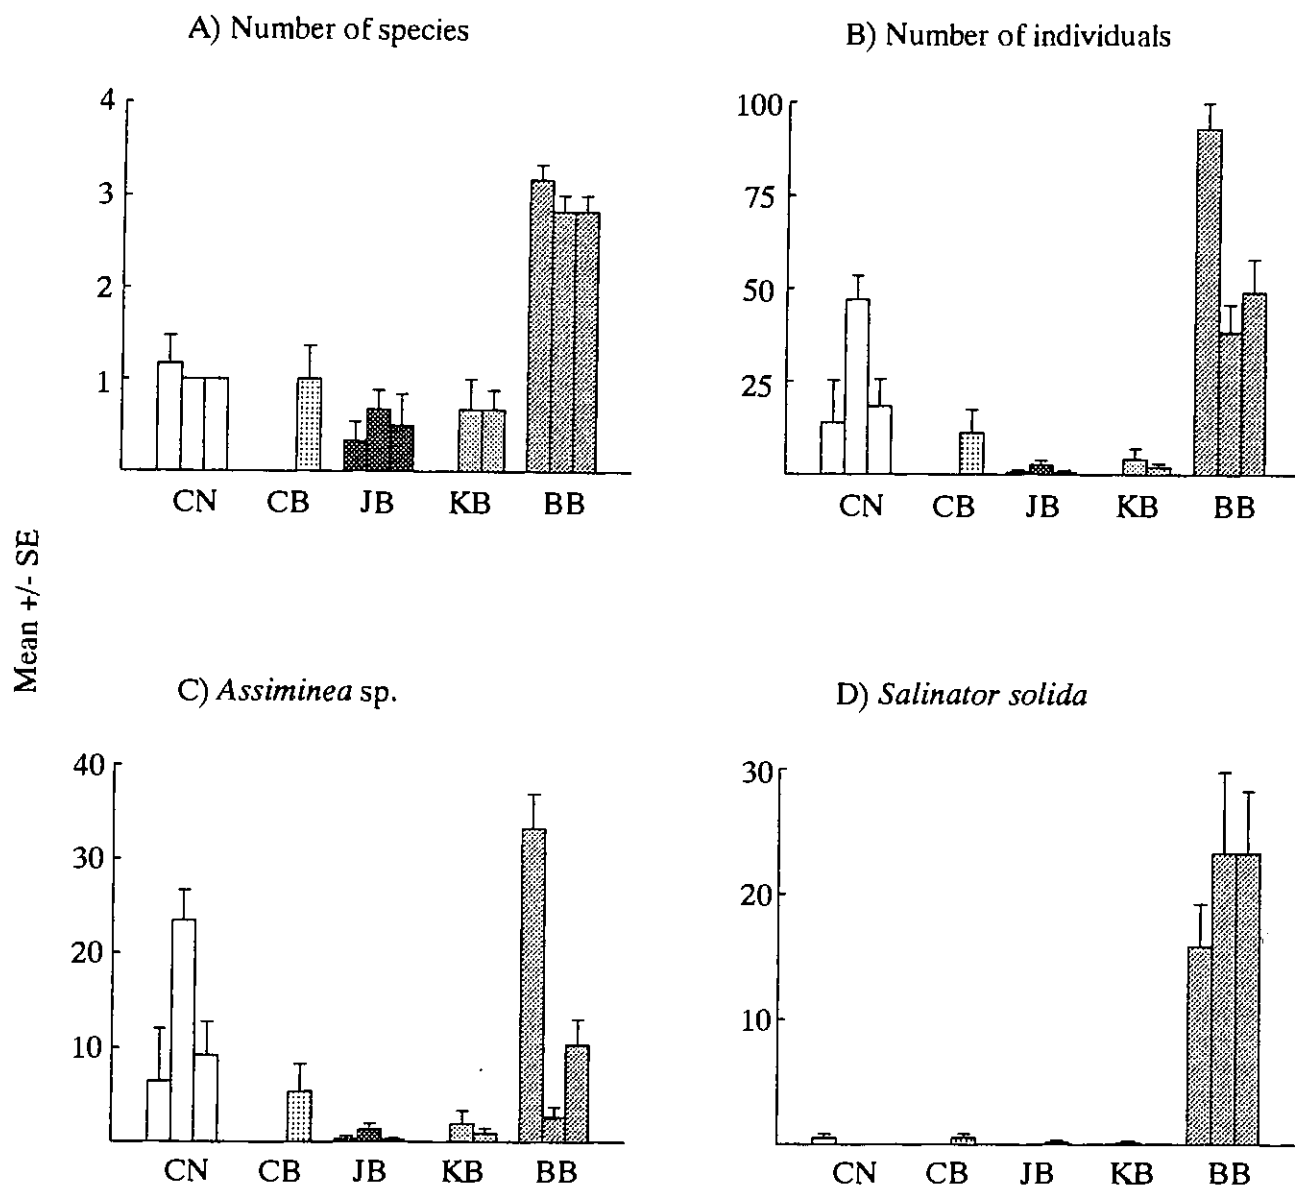 A) Number of species
4
3
2
1
CN CB JB KB BB
B) Number of individuals
100
75
50
25
CN CB JB KB BB
Mean +/- SE
C) Assiminea sp.
40
30
20
10
CN CB JB KB BB
D) Salinator solida
30
20
10
CN CB JB KB BB